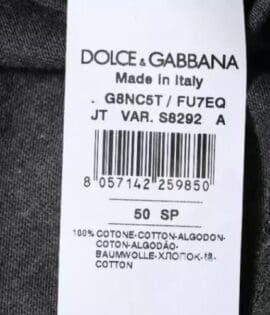 DOLCE & GABBANA
Made in Italy
. G8NC5T / FU7EQ
JT VAR. S8292 A
8 057142 259850
50 SP
100% COTONE-COTTON-ALGODON-
COTON-ALGODÃO-
BAUMWOLLE-ХЛОПОК-棉-
COTTON